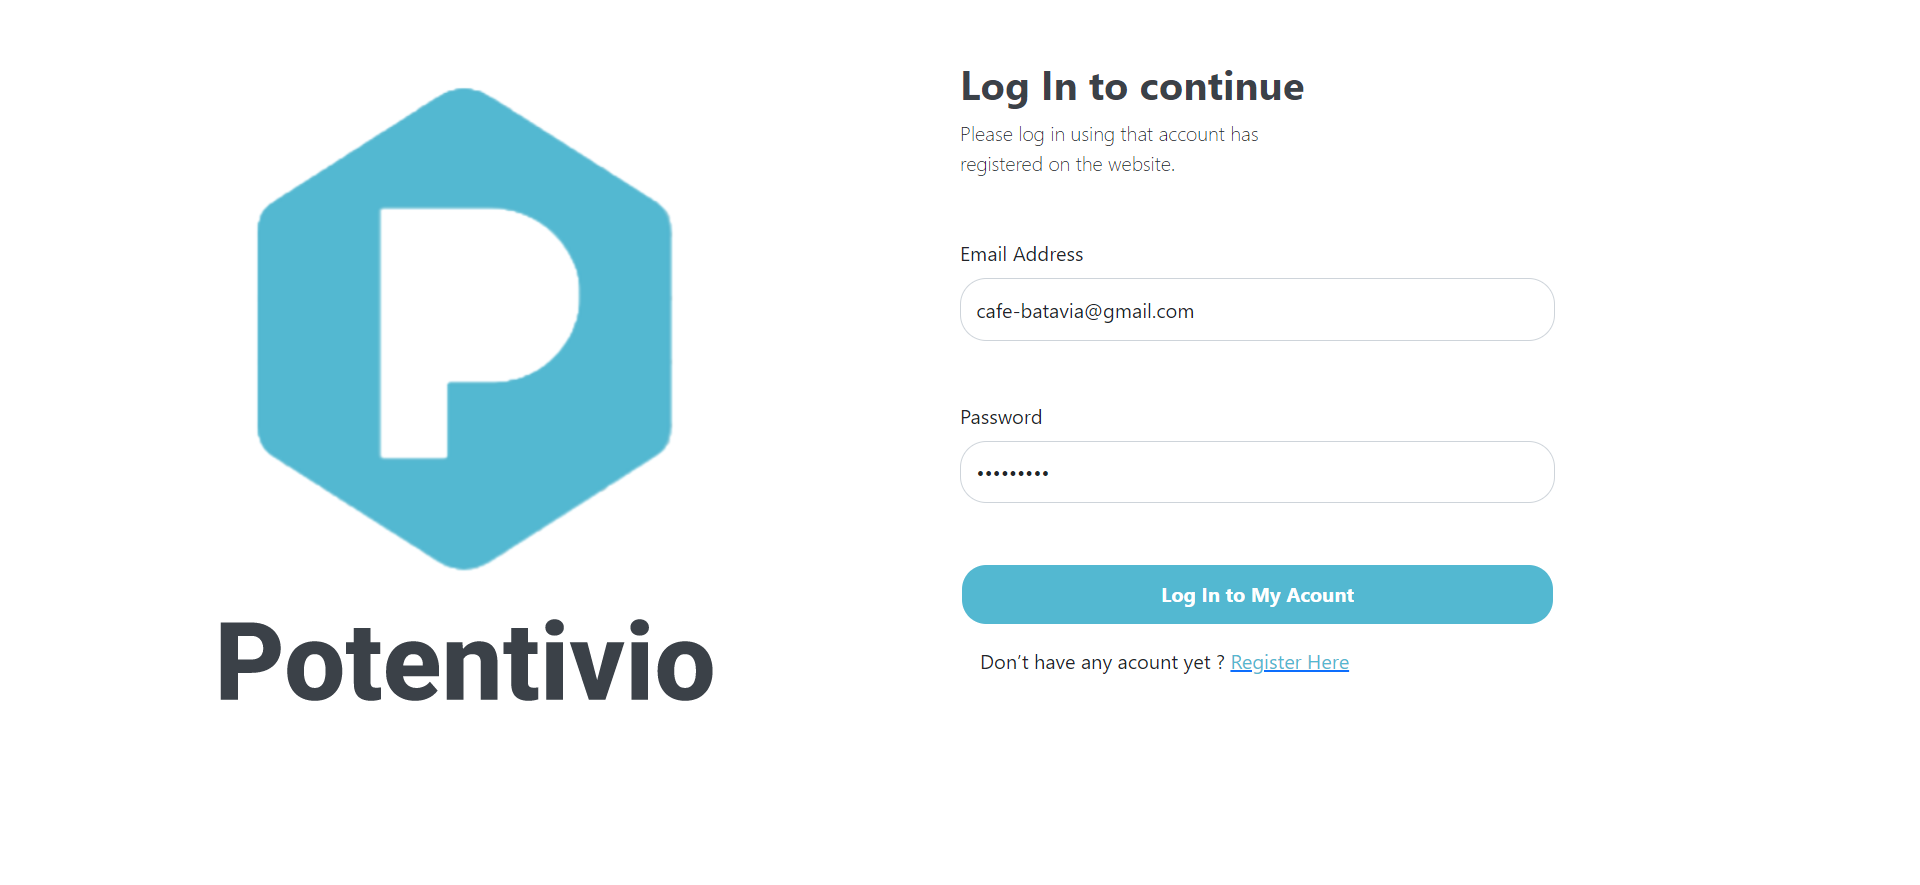 Potentivio
Log In to continue
Please log in using that account has
registered on the website.
Email Address
cafe-batavia@gmail.com
Password
•••••••••
Log In to My Acount
Don’t have any acount yet ? Register Here